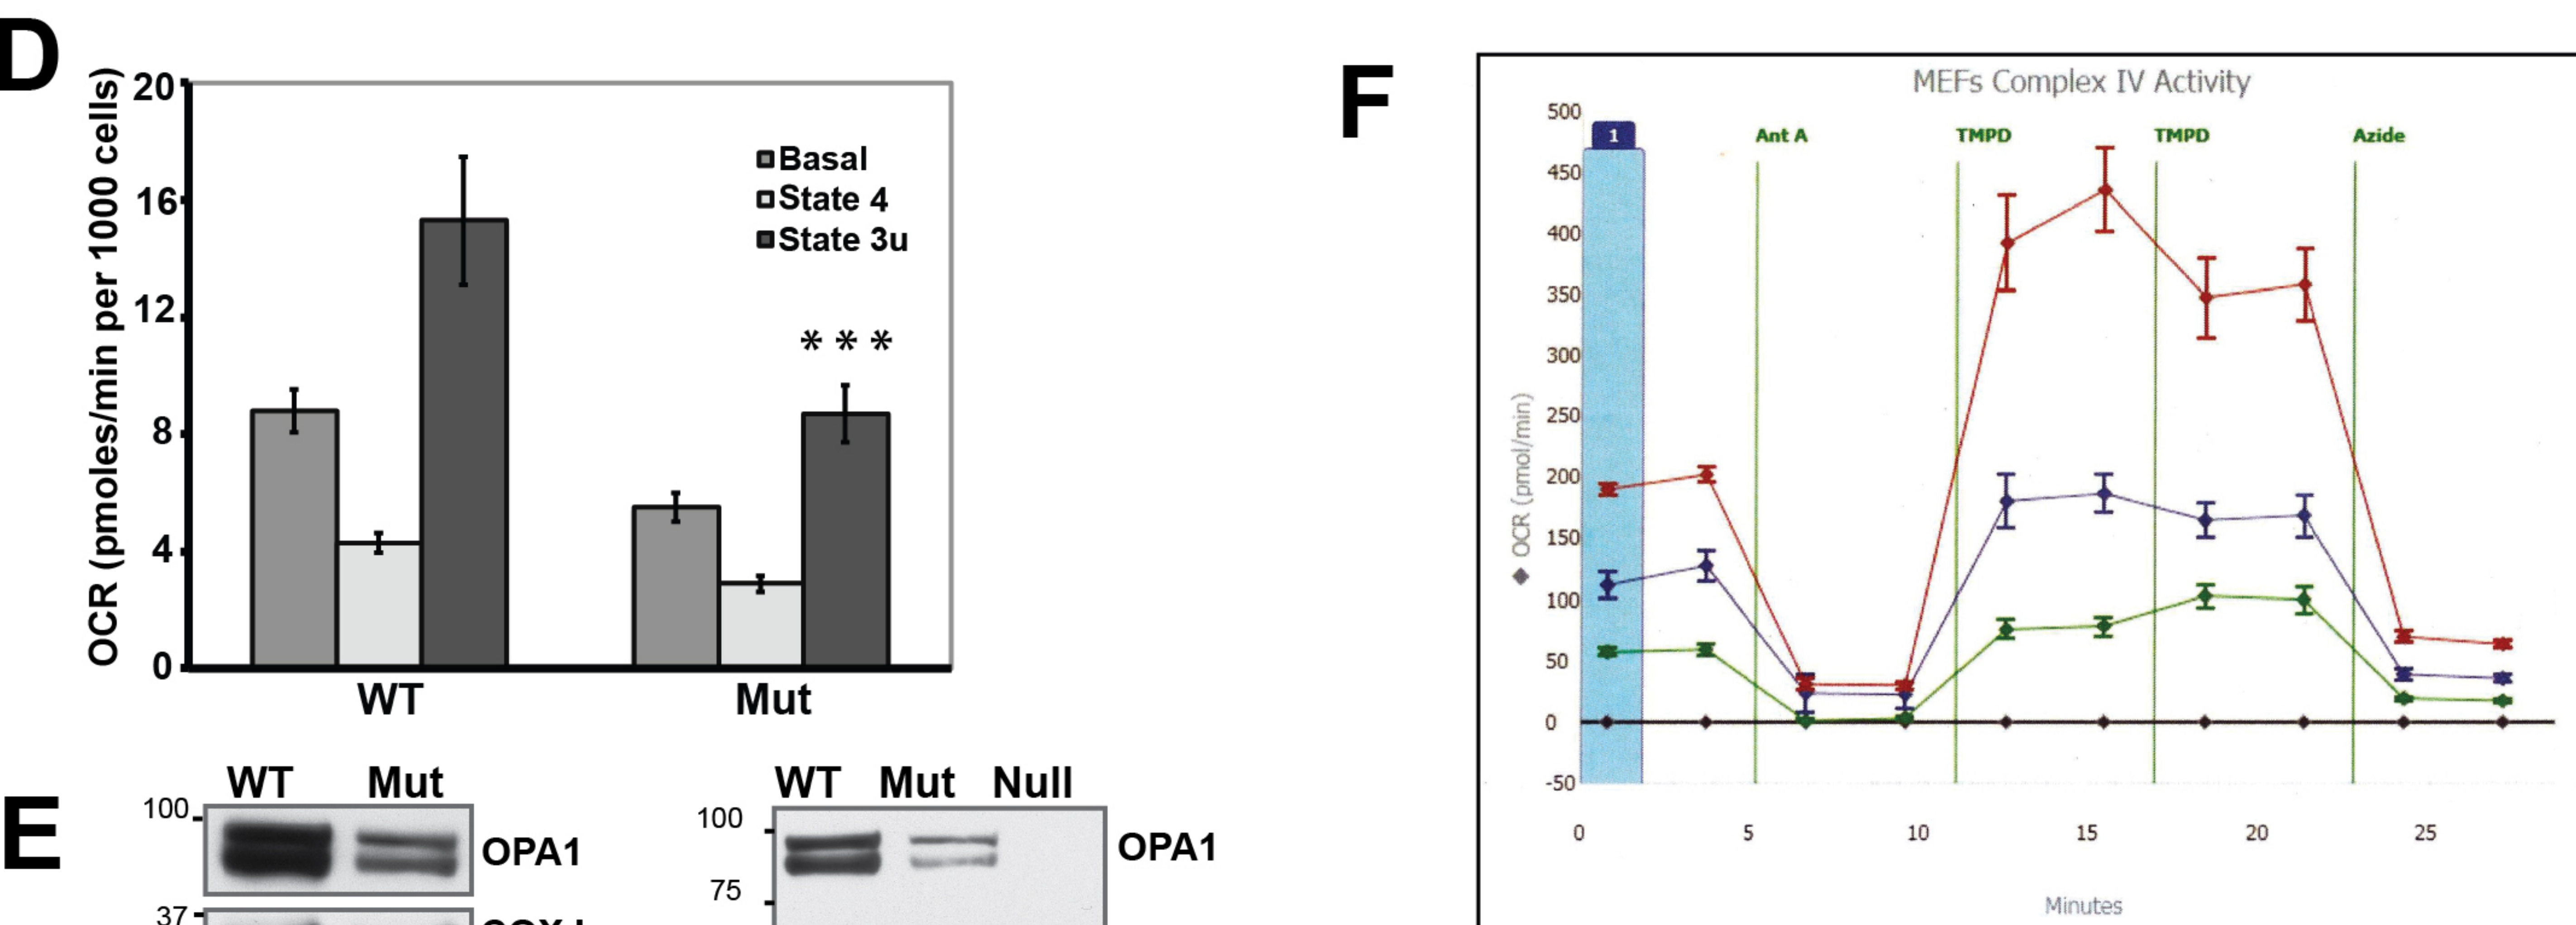 D
OCR (pmoles/min per 1000 cells)
20
16
12
8
4
0
Basal
State 4
State 3u
* * *
WT
Mut
E
WT Mut
100
OPA1
37
WT Mut Null
100
75
OPA1
F
MEFs Complex IV Activity
OCR (pmol/min)
500
450
400
350
300
250
200
150
100
50
0
-50
1
Ant A
TMPD
TMPD
Azide
0 5 10 15 20 25
Minutes